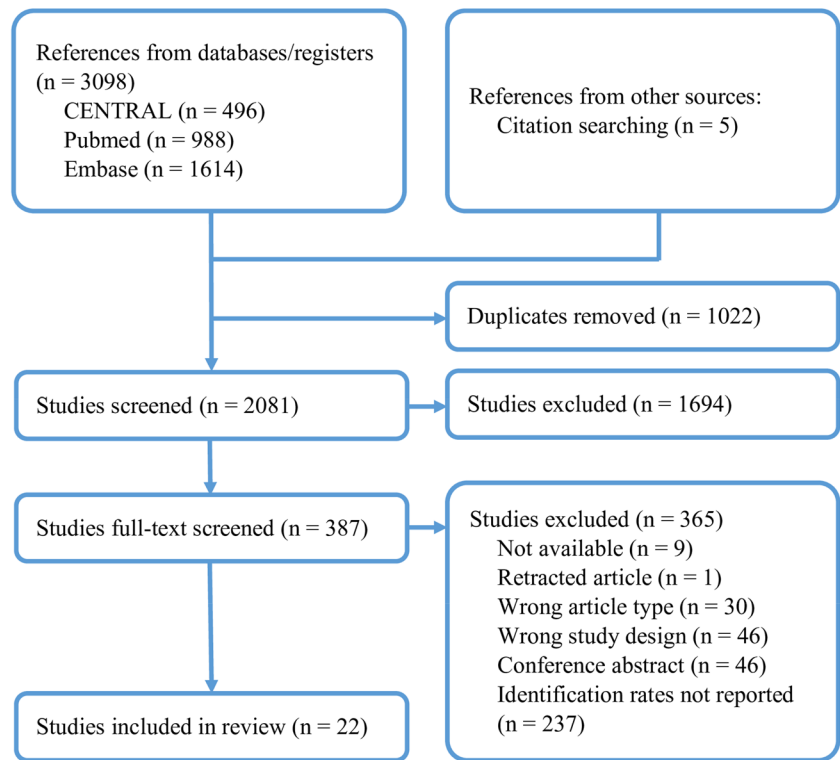 References from databases/registers
(n = 3098)
CENTRAL (n = 496)
Pubmed (n = 988)
Embase (n = 1614)
References from other sources:
Citation searching (n = 5)
Duplicates removed (n = 1022)
Studies screened (n = 2081)
Studies excluded (n = 1694)
Studies full-text screened (n = 387)
Studies excluded (n = 365)
Not available (n = 9)
Retracted article (n = 1)
Wrong article type (n = 30)
Wrong study design (n = 46)
Conference abstract (n = 46)
Identification rates not reported
(n = 237)
Studies included in review (n = 22)